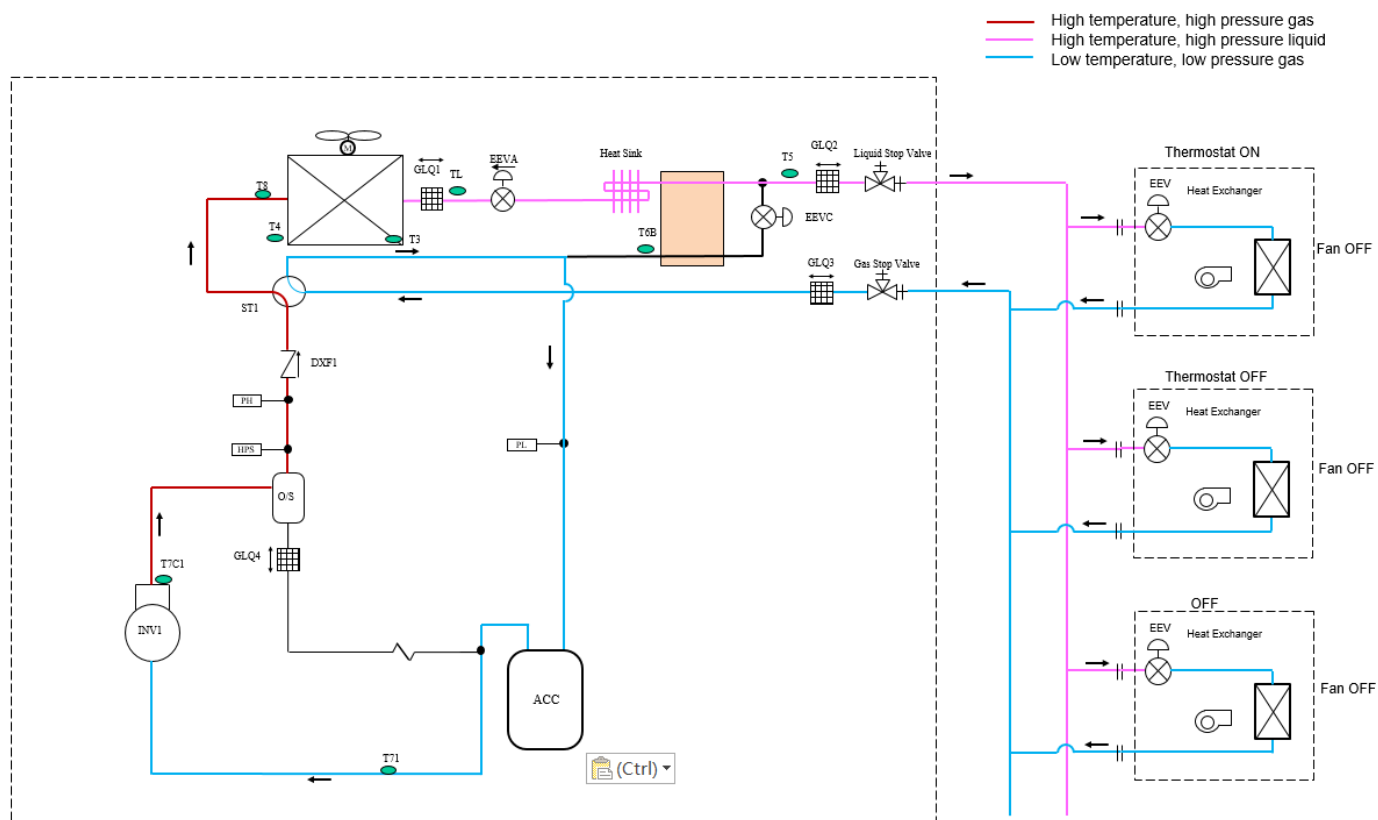 High temperature, high pressure gas
High temperature, high pressure liquid
Low temperature, low pressure gas
M
GLQ1
TL
EEVA
Heat Sink
T5
GLQ2
Liquid Stop Valve
T8
T4
T3
T6B
EEVC
GLQ3
Gas Stop Valve
ST1
DXF1
PH
HPS
PL
O/S
GLQ4
T7C1
INV1
ACC
T71
(Ctrl)
Thermostat ON
EEV
Heat Exchanger
Fan OFF
Thermostat OFF
EEV
Heat Exchanger
Fan OFF
OFF
EEV
Heat Exchanger
Fan OFF